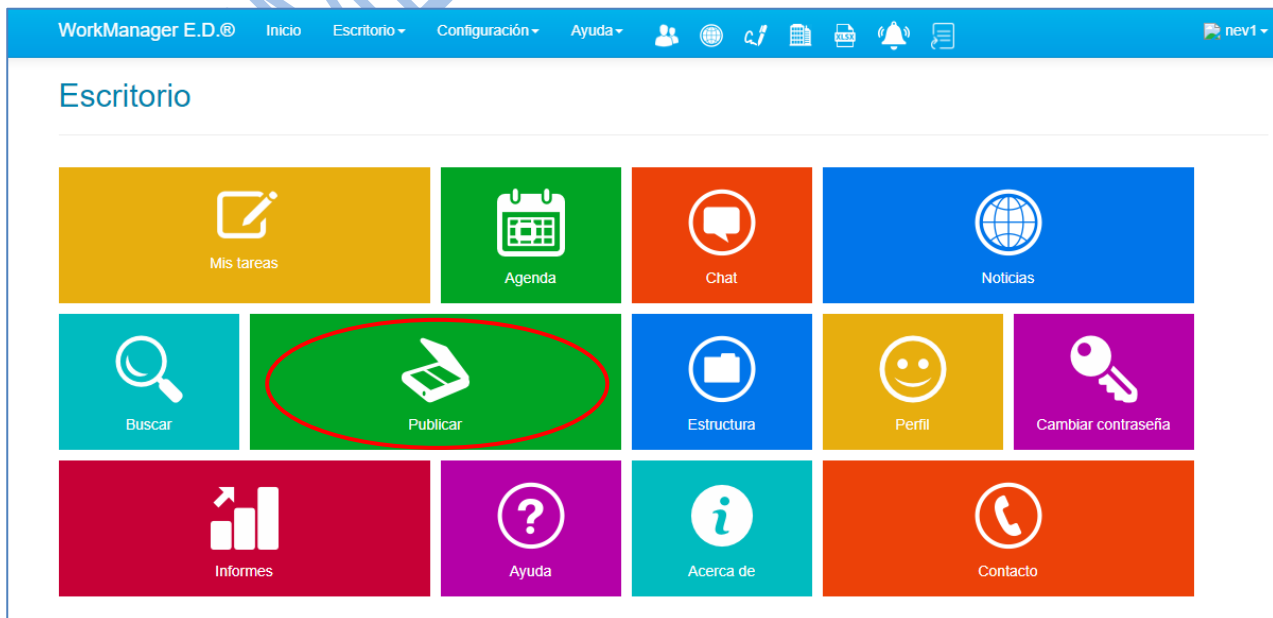 WorkManager E.D.® Inicio Escritorio Configuración Ayuda XLSX nev1
Escritorio
Mis tareas Agenda Chat Noticias
Buscar Publicar Estructura Perfil Cambiar contraseña
Informes Ayuda Acerca de Contacto